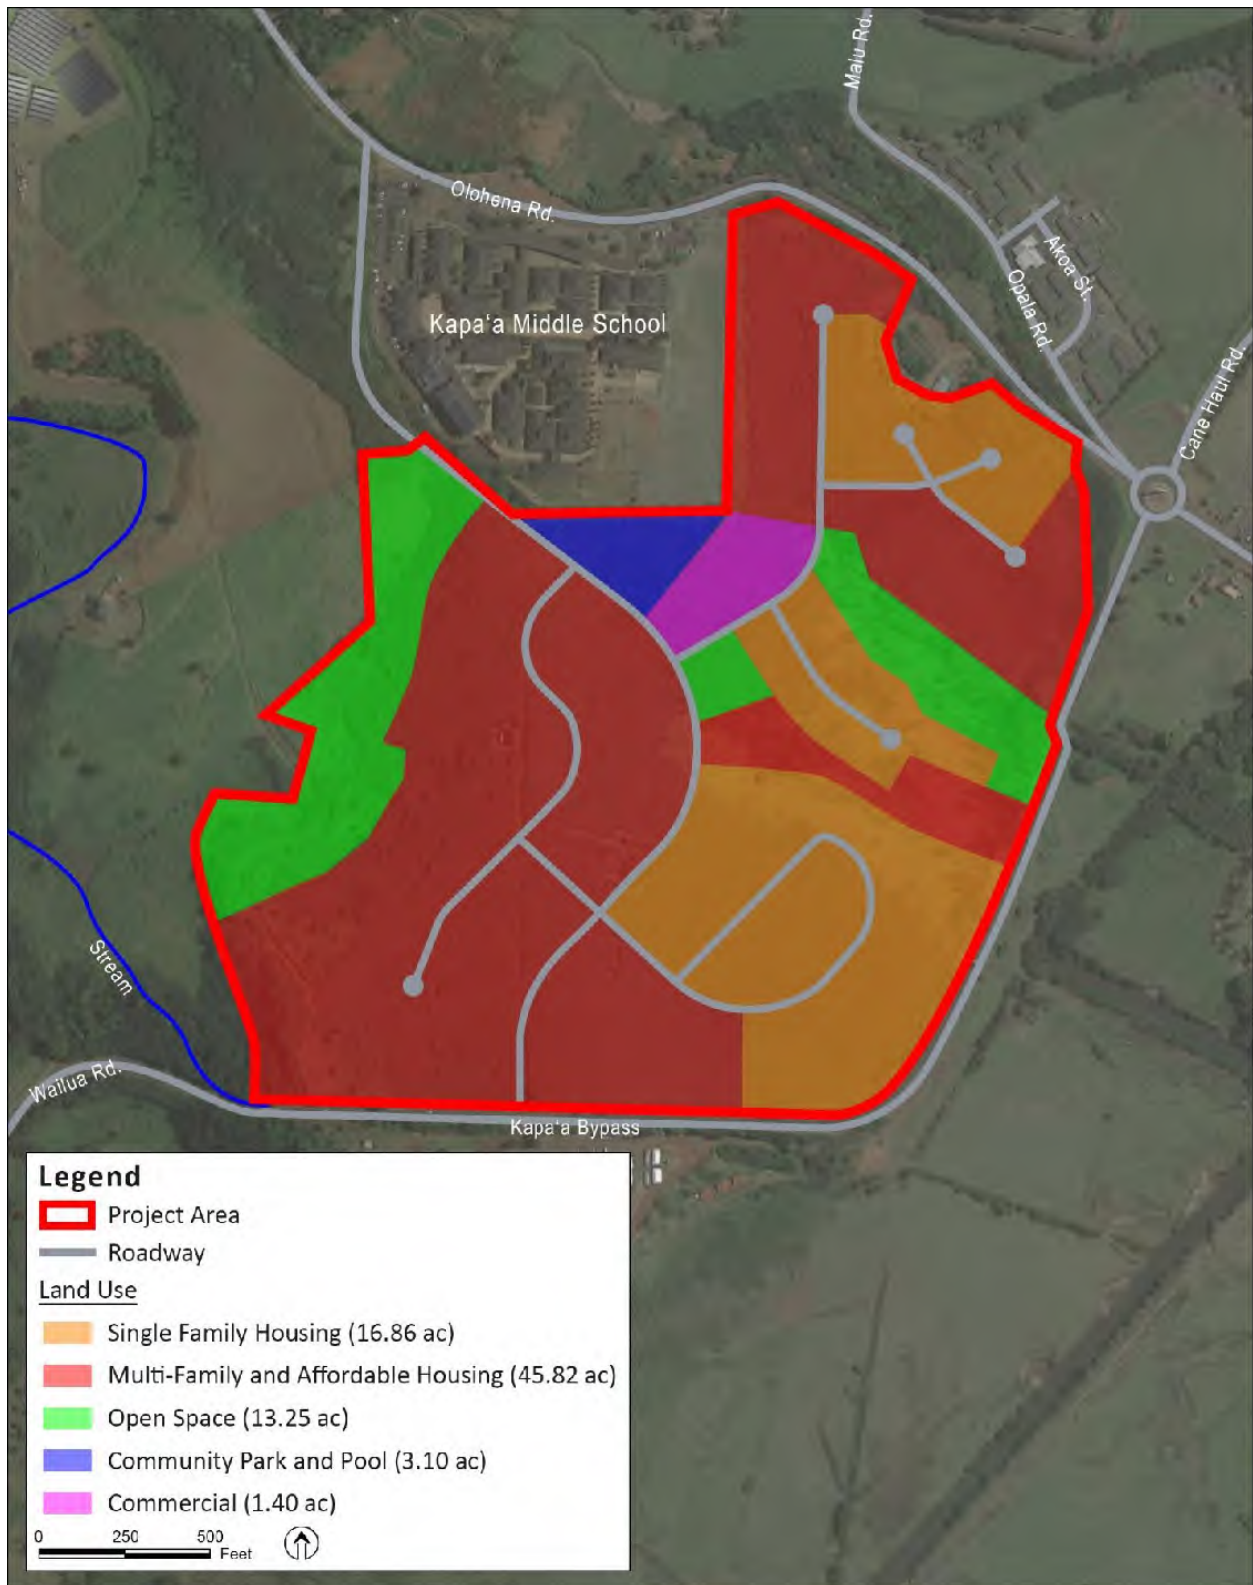 Malu Rd.
Olohena Rd.
Akoa St.
Opala Rd.
Kapaʻa Middle School
Cane Haul Rd.
Stream
Wailua Rd.
Kapaʻa Bypass
Legend
Project Area
Roadway
Land Use
Single Family Housing (16.86 ac)
Multi-Family and Affordable Housing (45.82 ac)
Open Space (13.25 ac)
Community Park and Pool (3.10 ac)
Commercial (1.40 ac)
0 250 500
Feet